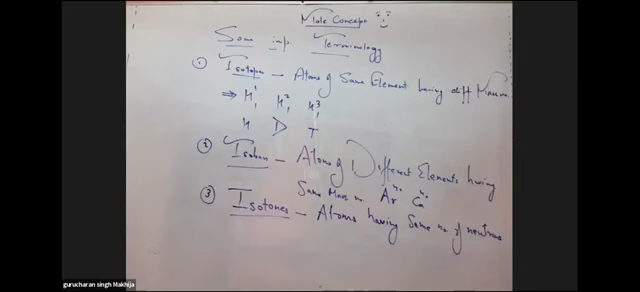 Mole Concept
Some imp Terminology
① Isotopes - Atoms of Same Element having diff Mass no.
⇒ H¹₁ H²₁ H³₁
H D T
② Isobars - Atoms of Different Elements having
Same Mass no. Ar⁴⁰ Ca⁴⁰
③ Isotones - Atoms having Same no. of neutrons
gurucharan singh Makhija